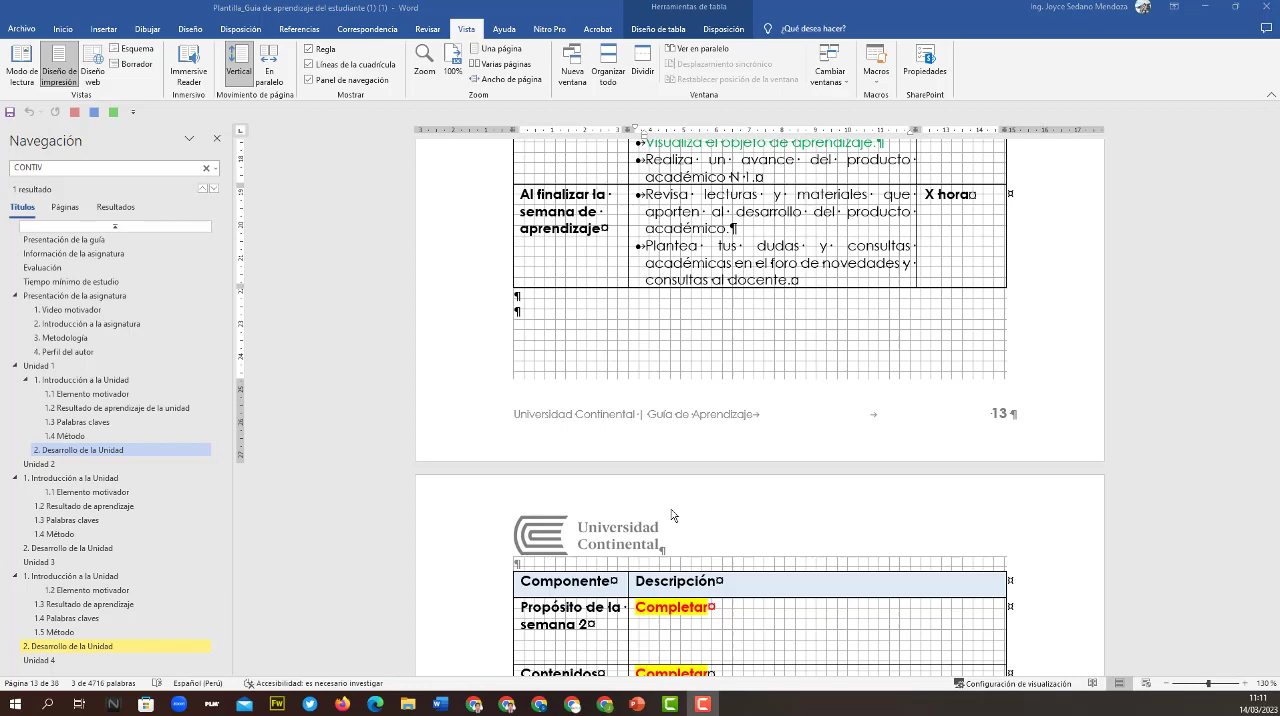 Plantilla_Guía de aprendizaje del estudiante (1) (1) - Word
Herramientas de tabla
Ing. Joyce Sedano Mendoza
Archivo Inicio Insertar Dibujar Diseño Disposición Referencias Correspondencia Revisar Vista Ayuda Nitro Pro Acrobat Diseño de tabla Disposición ¿Qué desea hacer?
Modo de lectura
Diseño de impresión
Diseño web
Esquema
Borrador
Vistas
Immersive Reader
Inmersivo
Vertical
En paralelo
Movimiento de página
Regla
Líneas de la cuadrícula
Panel de navegación
Mostrar
Zoom
100%
Una página
Varias páginas
Ancho de página
Zoom
Nueva ventana
Organizar todo
Dividir
Ver en paralelo
Desplazamiento sincrónico
Restablecer posición de la ventana
Ventana
Cambiar ventanas
Macros
Macros
Propiedades
SharePoint
Navegación
CONTIV
1 resultado
Títulos Páginas Resultados
Presentación de la guía
Información de la asignatura
Evaluación
Tiempo mínimo de estudio
Presentación de la asignatura
1. Video motivador
2. Introducción a la asignatura
3. Metodología
4. Perfil del autor
Unidad 1
1. Introducción a la Unidad
1.1 Elemento motivador
1.2 Resultado de aprendizaje de la unidad
1.3 Palabras claves
1.4 Método
2. Desarrollo de la Unidad
Unidad 2
1. Introducción a la Unidad
1.1 Elemento motivador
1.2 Resultado de aprendizaje
1.3 Palabras claves
1.4 Método
2. Desarrollo de la Unidad
Unidad 3
1. Introducción a la Unidad
1.2 Elemento motivador
1.3 Resultado de aprendizaje
1.4 Palabras claves
1.5 Método
2. Desarrollo de la Unidad
Unidad 4
Visualiza el objeto de aprendizaje.¶
Realiza un avance del producto
académico N 1.¤
Al finalizar la
semana de
aprendizaje¤
Revisa lecturas y materiales que
aporten al desarrollo del producto
académico.¶
Plantea tus dudas y consultas
académicas en el foro de novedades y
consultas al docente.¤
X hora¤
Universidad Continental | Guía de Aprendizaje
13 ¶
Universidad
Continental¶
Componente¤ Descripción¤
Propósito de la
semana 2¤
Completar¤
Contenidos¤ Completar¤
Página 13 de 38 3 de 4716 palabras Español (Perú) Accesibilidad: es necesario investigar
Configuración de visualización
130 %
11:11
14/03/2023